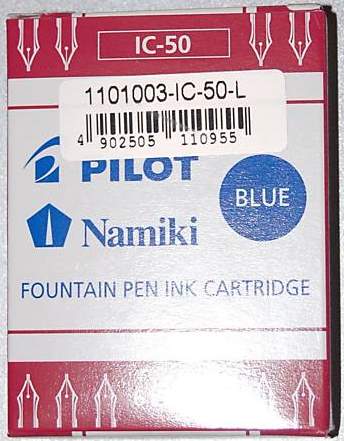 IC-50
1101003-IC-50-L
4 902505 110955
PILOT
BLUE
Namiki
FOUNTAIN PEN INK CARTRIDGE